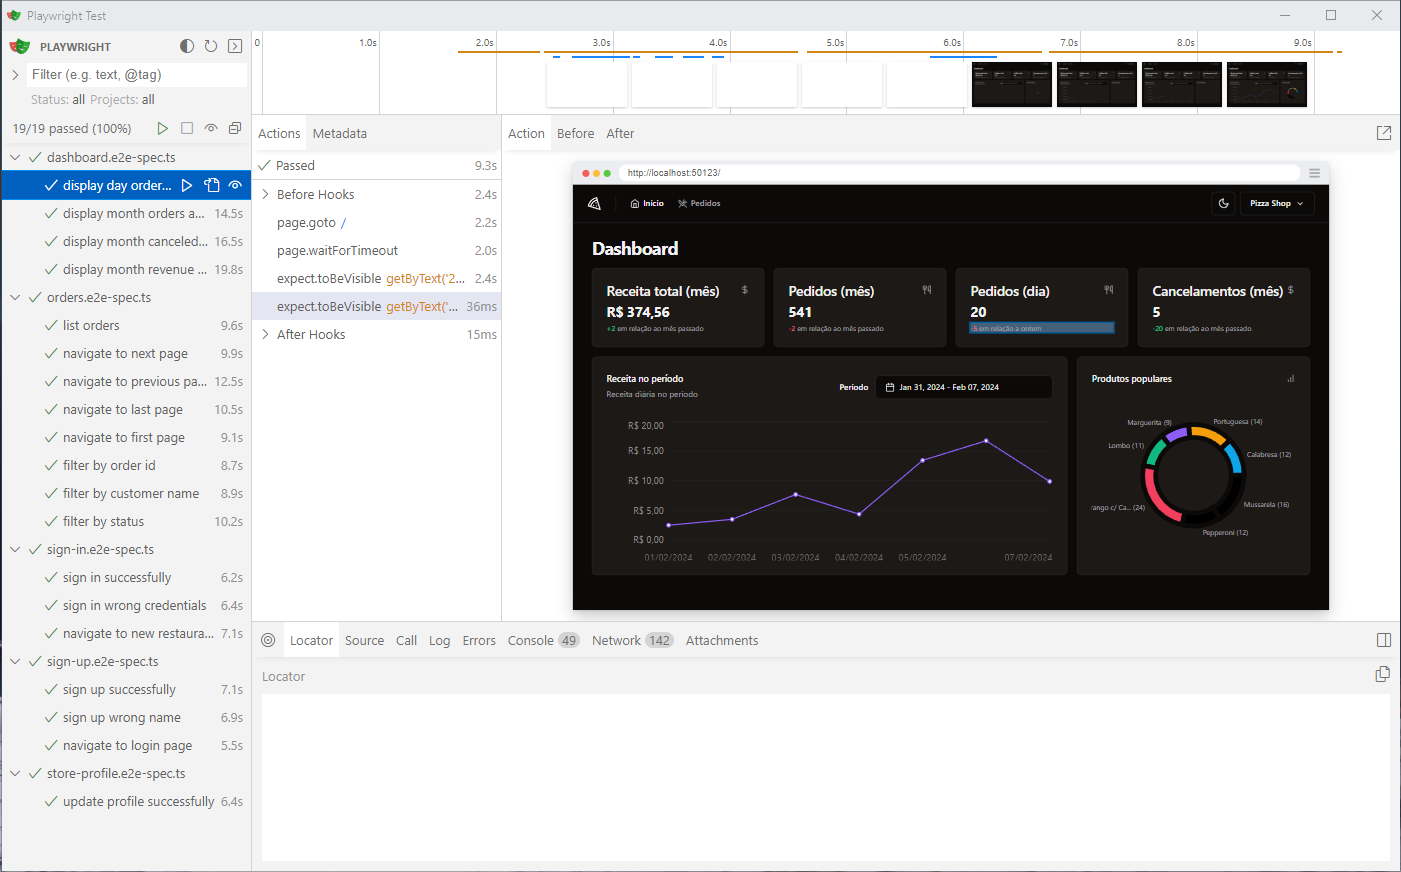 Playwright Test
PLAYWRIGHT
Filter (e.g. text, @tag)
Status: all Projects: all
19/19 passed (100%)
dashboard.e2e-spec.ts
display day order...
display month orders a... 14.5s
display month canceled... 16.5s
display month revenue ... 19.8s
orders.e2e-spec.ts
list orders 9.6s
navigate to next page 9.9s
navigate to previous pa... 12.5s
navigate to last page 10.5s
navigate to first page 9.1s
filter by order id 8.7s
filter by customer name 8.9s
filter by status 10.2s
sign-in.e2e-spec.ts
sign in successfully 6.2s
sign in wrong credentials 6.4s
navigate to new restaura... 7.1s
sign-up.e2e-spec.ts
sign up successfully 7.1s
sign up wrong name 6.9s
navigate to login page 5.5s
store-profile.e2e-spec.ts
update profile successfully 6.4s
0 1.0s 2.0s 3.0s 4.0s 5.0s 6.0s 7.0s 8.0s 9.0s
Actions Metadata
Passed 9.3s
Before Hooks 2.4s
page.goto / 2.2s
page.waitForTimeout 2.0s
expect.toBeVisible getByText('2... 2.4s
expect.toBeVisible getByText('... 36ms
After Hooks 15ms
Action Before After
http://localhost:50123/
Início Pedidos Pizza Shop
Dashboard
Receita total (mês) $
R$ 374,56
+2 em relação ao mês passado
Pedidos (mês)
541
-2 em relação ao mês passado
Pedidos (dia)
20
-5 em relação a ontem
Cancelamentos (mês) $
5
-20 em relação ao mês passado
Receita no período
Receita diária no período
Período Jan 31, 2024 - Feb 07, 2024
R$ 20,00
R$ 15,00
R$ 10,00
R$ 5,00
R$ 0,00
01/02/2024 02/02/2024 03/02/2024 04/02/2024 05/02/2024 07/02/2024
Produtos populares
Marguerita (9)
Portuguesa (14)
Lombo (11)
Calabresa (12)
rango c/ Ca... (24)
Mussarela (16)
Pepperoni (12)
Locator Source Call Log Errors Console 49 Network 142 Attachments
Locator